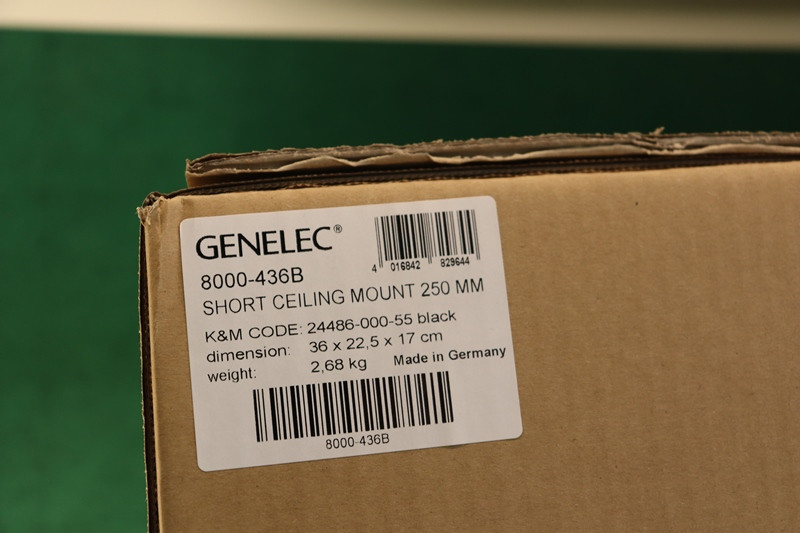 GENELEC®
4 016842 829644
8000-436B
SHORT CEILING MOUNT 250 MM
K&M CODE: 24486-000-55 black
dimension: 36 x 22,5 x 17 cm
weight: 2,68 kg Made in Germany
8000-436B